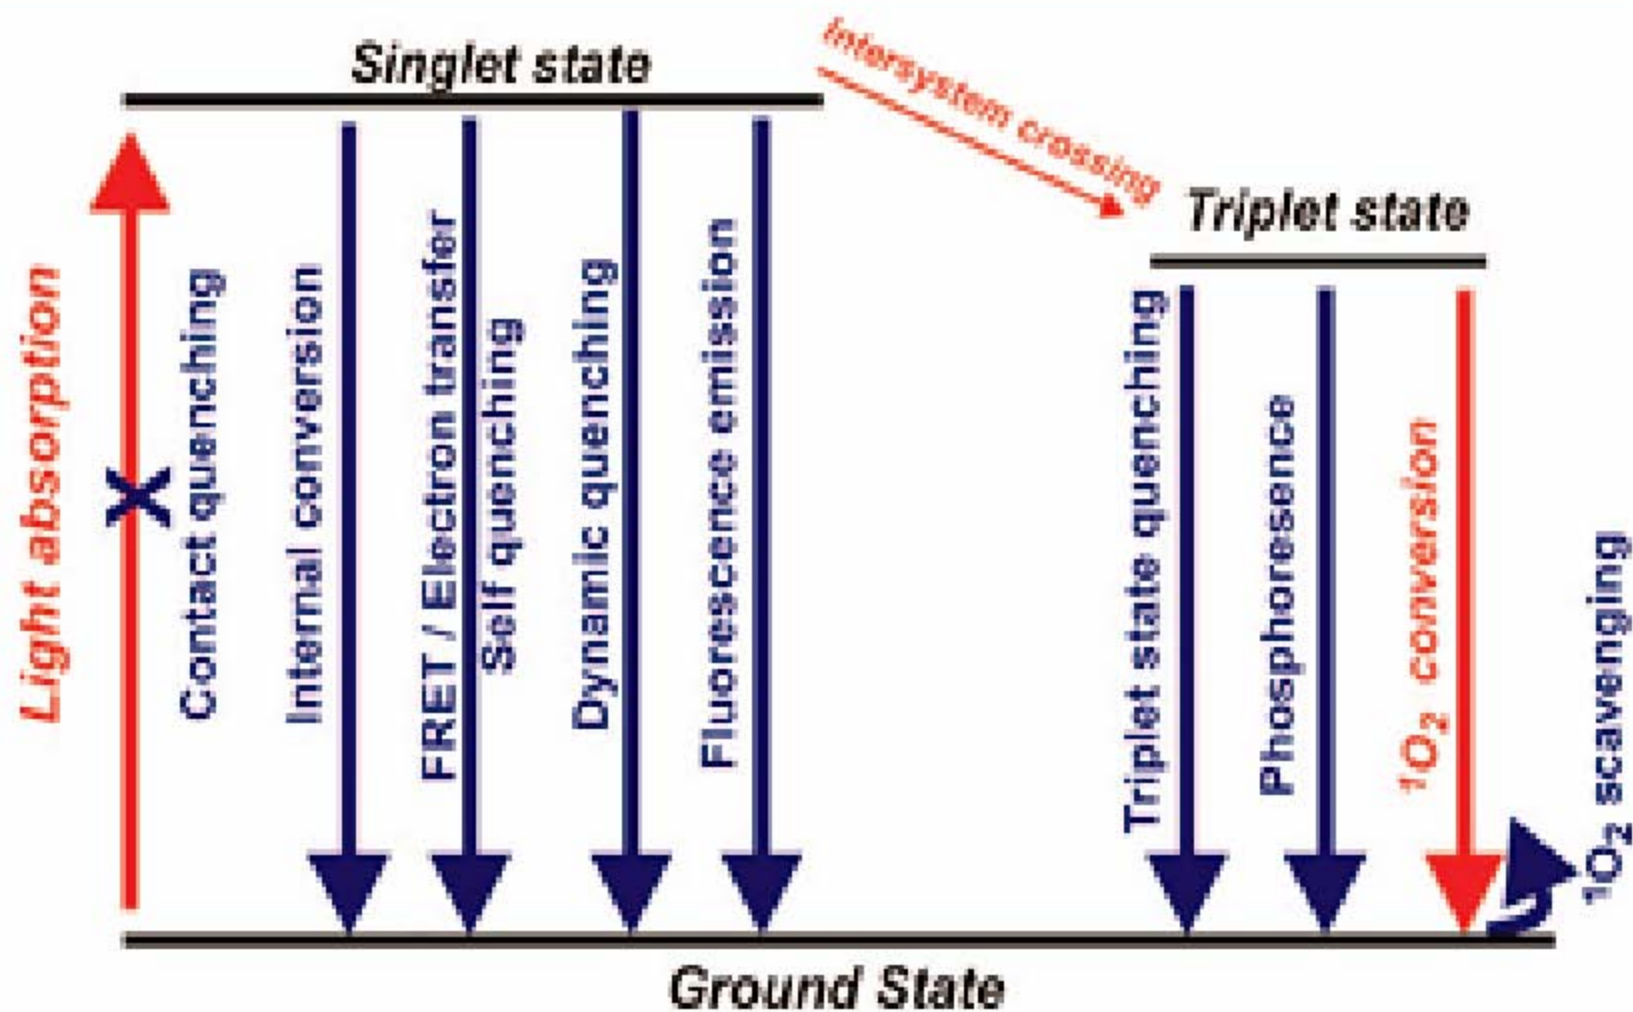 Singlet state
Intersystem crossing
Triplet state
Light absorption
Contact quenching
Internal conversion
FRET / Electron transfer
Self quenching
Dynamic quenching
Fluorescence emission
Triplet state quenching
Phosphoresence
¹O₂ conversion
¹O₂ scavenging
X
Ground State